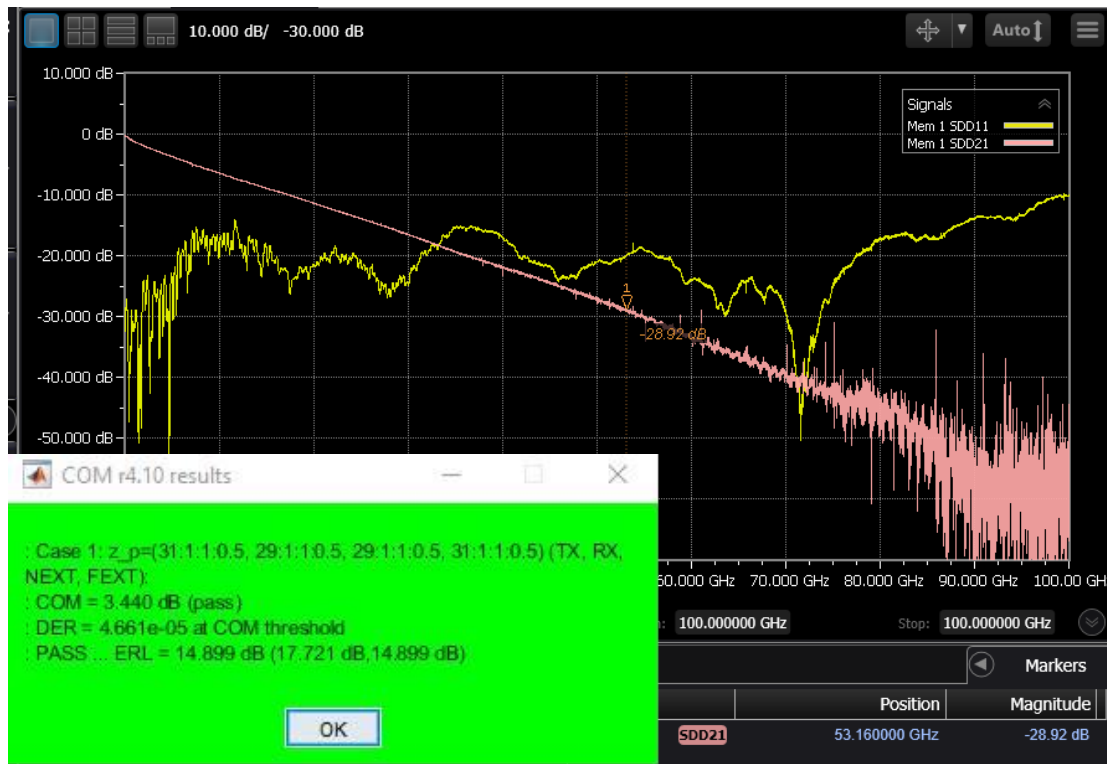 10.000 dB/ -30.000 dB
Auto
10.000 dB
Signals
Mem 1 SDD11
Mem 1 SDD21
0 dB
-10.000 dB
-20.000 dB
1
-30.000 dB
-28.92 dB
-40.000 dB
-50.000 dB
COM r4.10 results
: Case 1: z_p=(31:1:1:0.5, 29:1:1:0.5, 29:1:1:0.5, 31:1:1:0.5) (TX, RX,
NEXT, FEXT):
: COM = 3.440 dB (pass)
: DER = 4.661e-05 at COM threshold
: PASS ... ERL = 14.899 dB (17.721 dB,14.899 dB)
OK
70.000 GHz 80.000 GHz 90.000 GHz 100.00 GH
100.000000 GHz Stop: 100.000000 GHz
Markers
Position Magnitude
SDD21 53.160000 GHz -28.92 dB